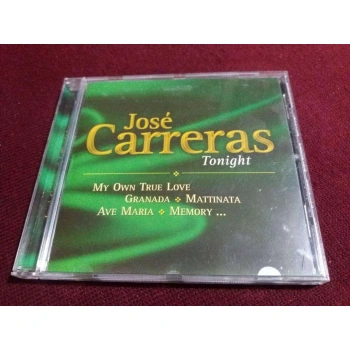 José
Carreras
Tonight
My Own True Love
Granada ❖ Mattinata
Ave Maria ❖ Memory ...